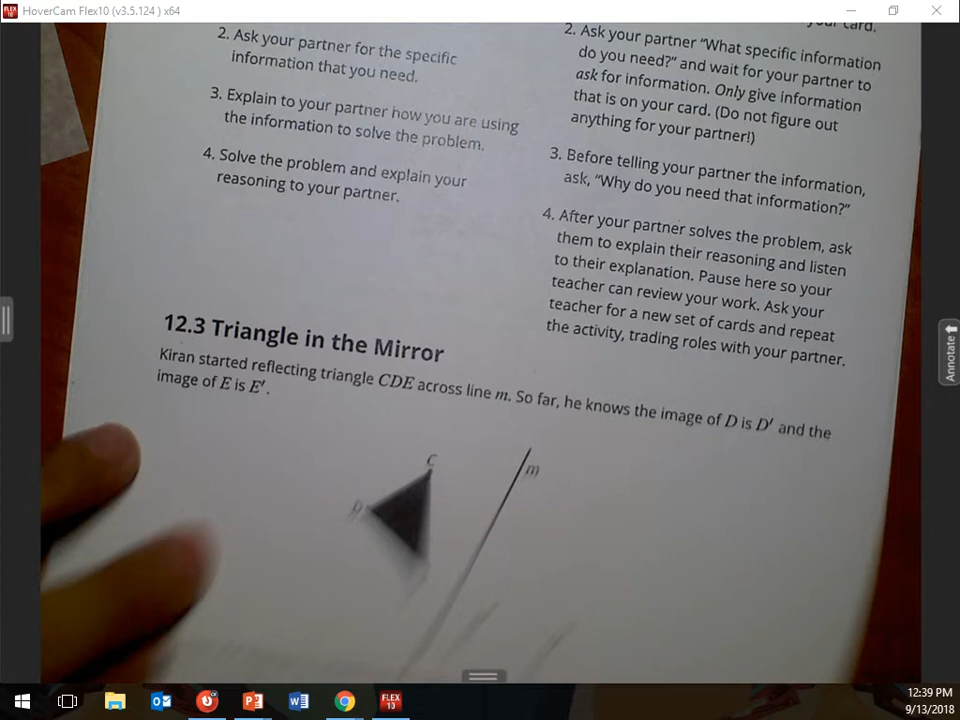 HoverCam Flex10 (v3.5.124) x64
2. Ask your partner for the specific
information that you need.
3. Explain to your partner how you are using
the information to solve the problem.
4. Solve the problem and explain your
reasoning to your partner.
your card.
2. Ask your partner “What specific information
do you need?” and wait for your partner to
ask for information. Only give information
that is on your card. (Do not figure out
anything for your partner!)
3. Before telling your partner the information,
ask, “Why do you need that information?”
4. After your partner solves the problem, ask
them to explain their reasoning and listen
to their explanation. Pause here so your
teacher can review your work. Ask your
teacher for a new set of cards and repeat
the activity, trading roles with your partner.
12.3 Triangle in the Mirror
Kiran started reflecting triangle CDE across line m. So far, he knows the image of D is D′ and the
image of E is E′.
C
m
D
Annotate
FLEX
10
12:39 PM
9/13/2018